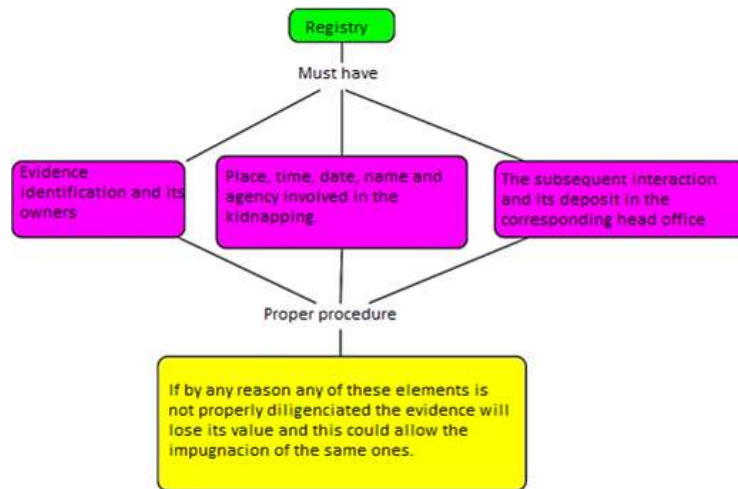 Registry
Must have
Evidence
identification and its
owners
Place, time, date, name and
agency involved in the
kidnapping.
The subsequent interaction
and its deposit in the
corresponding head office
Proper procedure
If by any reason any of these elements is
not properly diligenciated the evidence will
lose its value and this could allow the
impugnacion of the same ones.